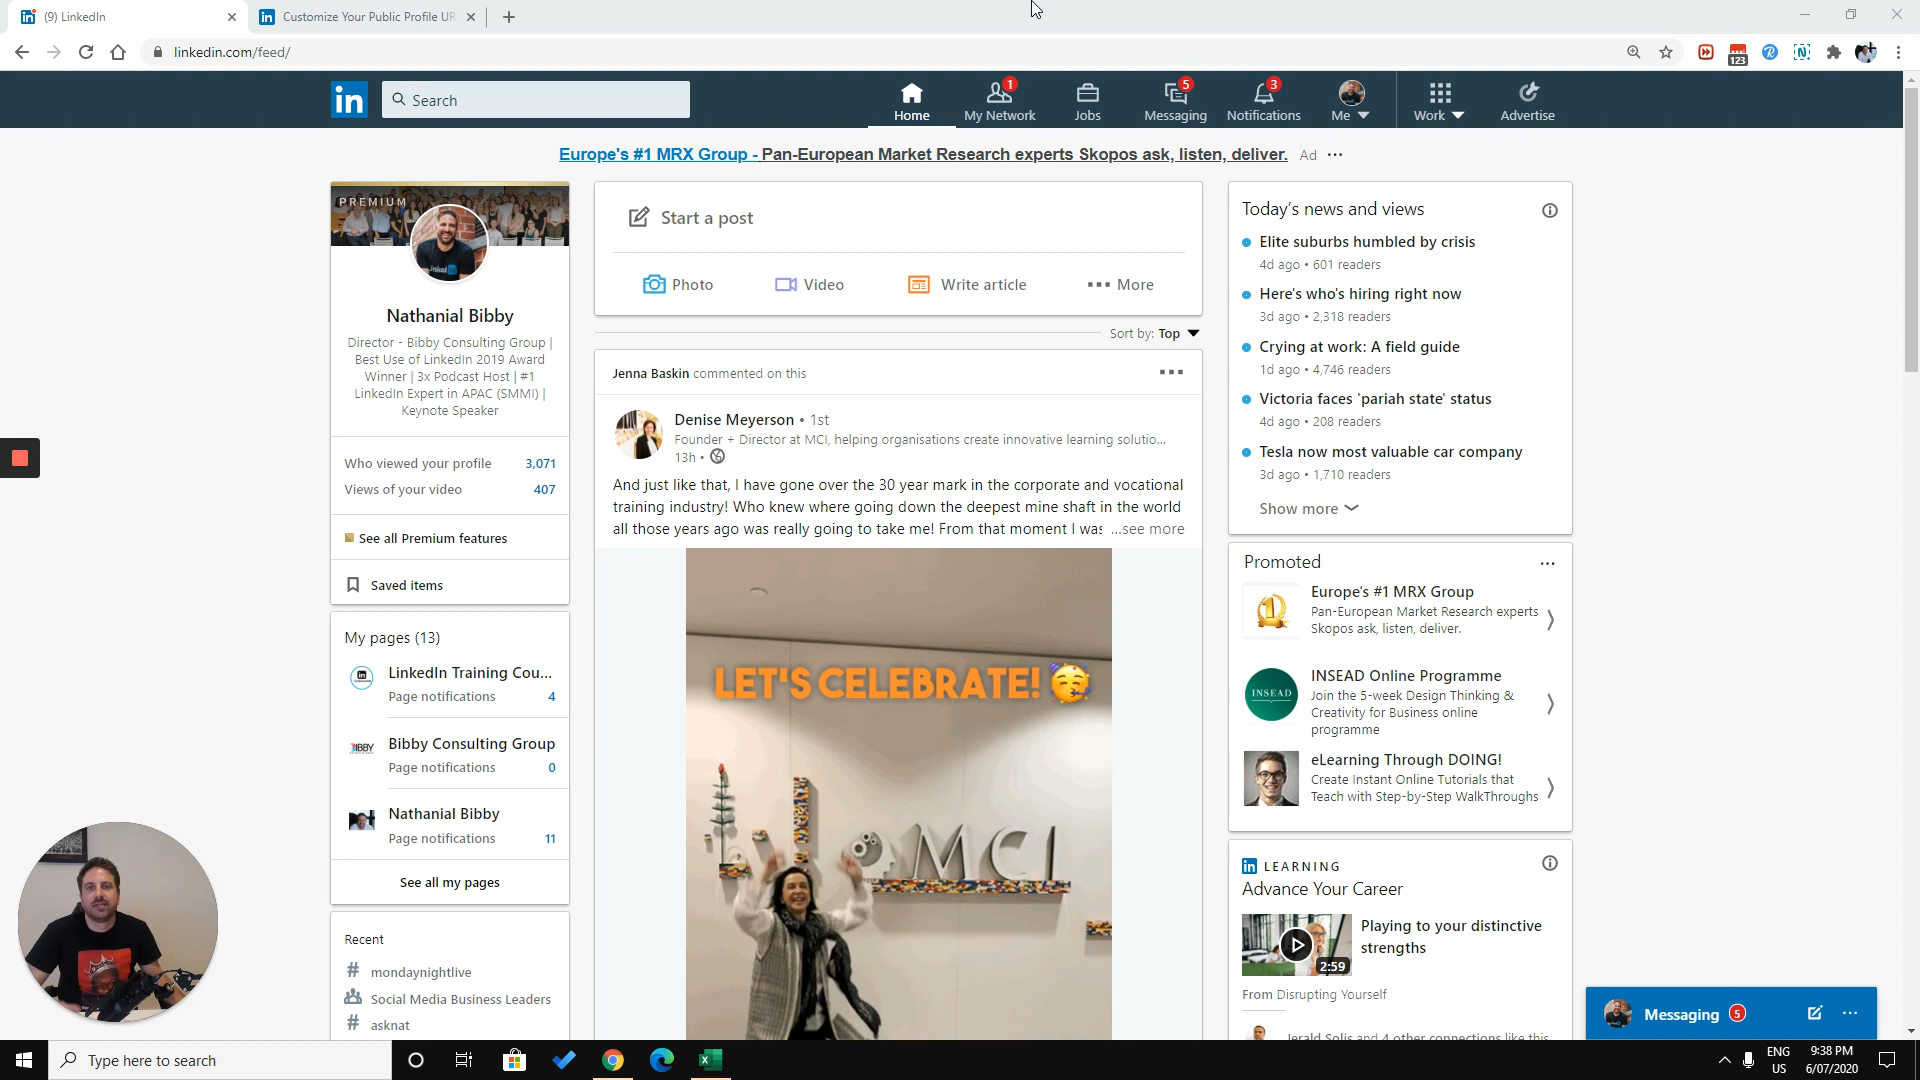 (9) LinkedIn
Customize Your Public Profile UR
linkedin.com/feed/
123
in
Search
Home
1
My Network
Jobs
5
Messaging
3
Notifications
Me
Work
Advertise
Europe's #1 MRX Group - Pan-European Market Research experts Skopos ask, listen, deliver. Ad
PREMIUM
Nathanial Bibby
Director - Bibby Consulting Group |
Best Use of LinkedIn 2019 Award
Winner | 3x Podcast Host | #1
LinkedIn Expert in APAC (SMMI) |
Keynote Speaker
Who viewed your profile 3,071
Views of your video 407
See all Premium features
Saved items
My pages (13)
LinkedIn Training Cou...
Page notifications 4
BIBBY
Bibby Consulting Group
Page notifications 0
Nathanial Bibby
Page notifications 11
See all my pages
Recent
# mondaynightlive
Social Media Business Leaders
# asknat
Start a post
Photo
Video
Write article
More
Sort by: Top
Jenna Baskin commented on this
Denise Meyerson • 1st
Founder + Director at MCI, helping organisations create innovative learning solutio...
13h •
And just like that, I have gone over the 30 year mark in the corporate and vocational
training industry! Who knew where going down the deepest mine shaft in the world
all those years ago was really going to take me! From that moment I was ...see more
LET'S CELEBRATE!
MCI
Today's news and views
Elite suburbs humbled by crisis
4d ago • 601 readers
Here's who's hiring right now
3d ago • 2,318 readers
Crying at work: A field guide
1d ago • 4,746 readers
Victoria faces 'pariah state' status
4d ago • 208 readers
Tesla now most valuable car company
3d ago • 1,710 readers
Show more
Promoted
Europe's #1 MRX Group
Pan-European Market Research experts
Skopos ask, listen, deliver.
INSEAD
INSEAD Online Programme
Join the 5-week Design Thinking &
Creativity for Business online
programme
eLearning Through DOING!
Create Instant Online Tutorials that
Teach with Step-by-Step WalkThroughs
in LEARNING
Advance Your Career
2:59
Playing to your distinctive
strengths
From Disrupting Yourself
Jerald Solis and 4 other connections like this
Messaging 5
Type here to search
ENG
US
9:38 PM
6/07/2020